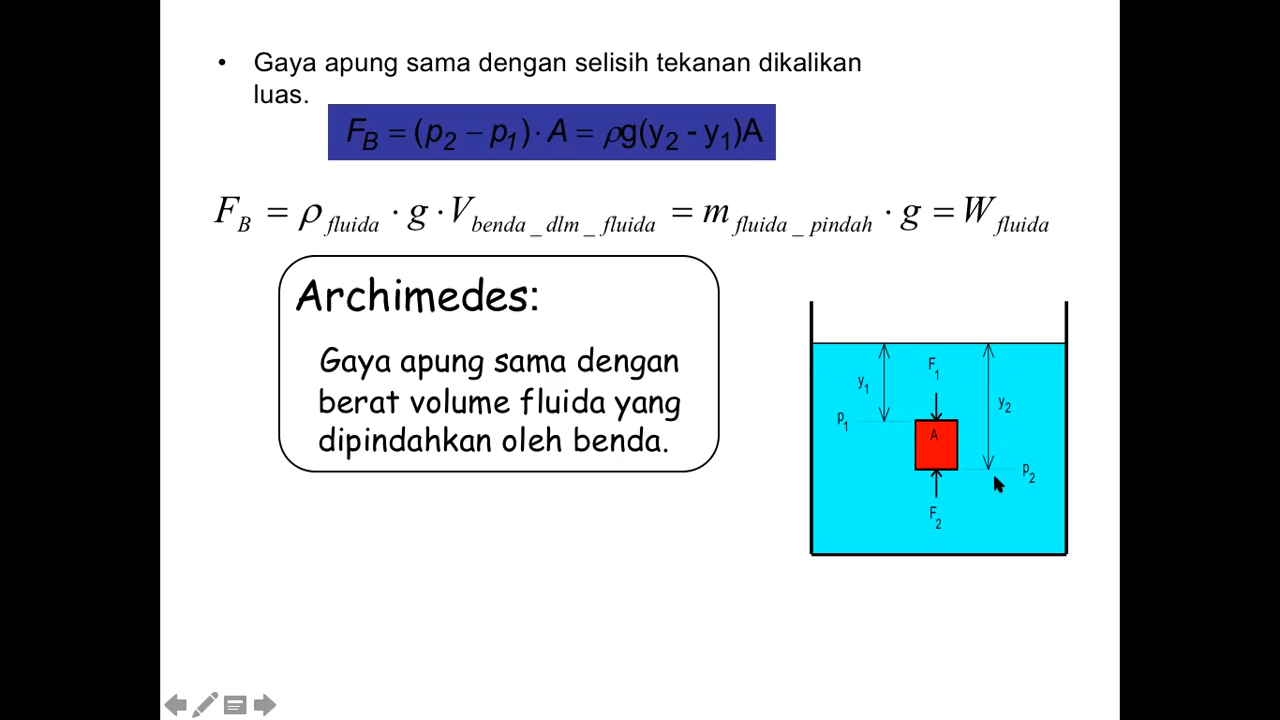 • Gaya apung sama dengan selisih tekanan dikalikan
luas.
F_B = (p_2 – p_1) · A = ρg(y_2 - y_1)A
F_B = ρ_fluida · g · V_benda_dlm_fluida = m_fluida_pindah · g = W_fluida
Archimedes:
Gaya apung sama dengan
berat volume fluida yang
dipindahkan oleh benda.
F_1
y_1
y_2
p_1
A
p_2
F_2